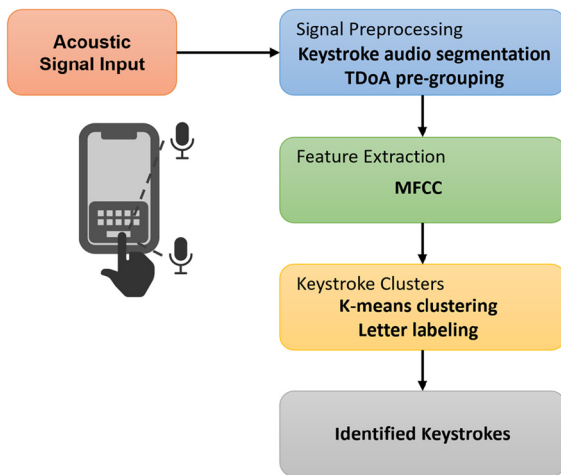 Acoustic
Signal Input
Signal Preprocessing
Keystroke audio segmentation
TDoA pre-grouping
Feature Extraction
MFCC
Keystroke Clusters
K-means clustering
Letter labeling
Identified Keystrokes